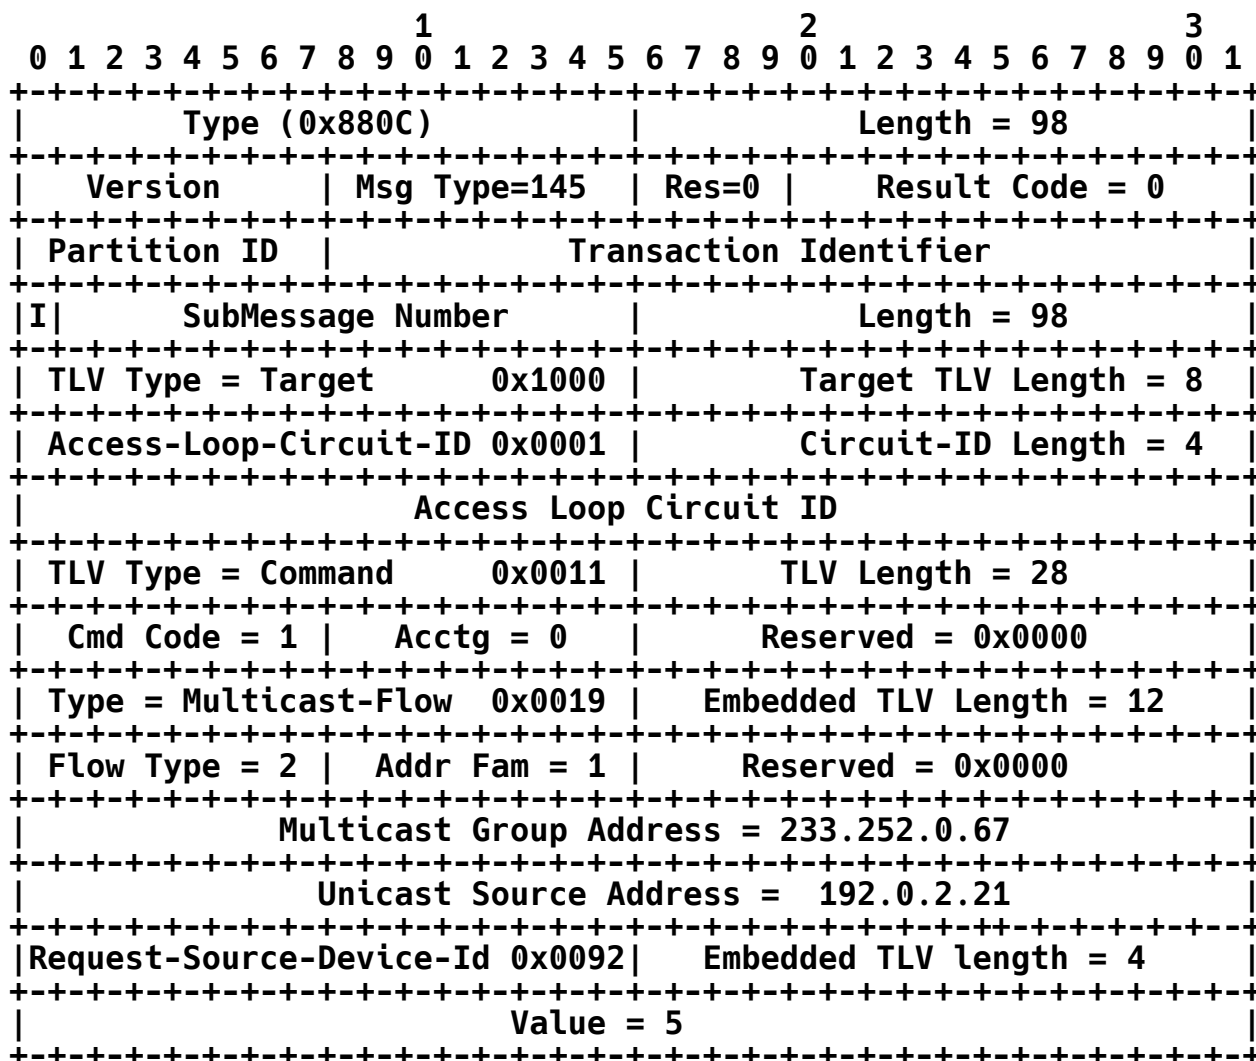 1                   2                   3
 0 1 2 3 4 5 6 7 8 9 0 1 2 3 4 5 6 7 8 9 0 1 2 3 4 5 6 7 8 9 0 1
+-+-+-+-+-+-+-+-+-+-+-+-+-+-+-+-+-+-+-+-+-+-+-+-+-+-+-+-+-+-+-+-+
|        Type (0x880C)          |           Length = 98         |
+-+-+-+-+-+-+-+-+-+-+-+-+-+-+-+-+-+-+-+-+-+-+-+-+-+-+-+-+-+-+-+-+
|   Version     | Msg Type=145  | Res=0 |    Result Code = 0    |
+-+-+-+-+-+-+-+-+-+-+-+-+-+-+-+-+-+-+-+-+-+-+-+-+-+-+-+-+-+-+-+-+
| Partition ID  |            Transaction Identifier             |
+-+-+-+-+-+-+-+-+-+-+-+-+-+-+-+-+-+-+-+-+-+-+-+-+-+-+-+-+-+-+-+-+
|I|      SubMessage Number      |           Length = 98         |
+-+-+-+-+-+-+-+-+-+-+-+-+-+-+-+-+-+-+-+-+-+-+-+-+-+-+-+-+-+-+-+-+
| TLV Type = Target      0x1000 |        Target TLV Length = 8  |
+-+-+-+-+-+-+-+-+-+-+-+-+-+-+-+-+-+-+-+-+-+-+-+-+-+-+-+-+-+-+-+-+
| Access-Loop-Circuit-ID 0x0001 |        Circuit-ID Length = 4  |
+-+-+-+-+-+-+-+-+-+-+-+-+-+-+-+-+-+-+-+-+-+-+-+-+-+-+-+-+-+-+-+-+
|                    Access Loop Circuit ID                     |
+-+-+-+-+-+-+-+-+-+-+-+-+-+-+-+-+-+-+-+-+-+-+-+-+-+-+-+-+-+-+-+-+
| TLV Type = Command     0x0011 |       TLV Length = 28         |
+-+-+-+-+-+-+-+-+-+-+-+-+-+-+-+-+-+-+-+-+-+-+-+-+-+-+-+-+-+-+-+-+
|  Cmd Code = 1 |   Acctg = 0   |      Reserved = 0x0000        |
+-+-+-+-+-+-+-+-+-+-+-+-+-+-+-+-+-+-+-+-+-+-+-+-+-+-+-+-+-+-+-+-+
| Type = Multicast-Flow  0x0019 |   Embedded TLV Length = 12    |
+-+-+-+-+-+-+-+-+-+-+-+-+-+-+-+-+-+-+-+-+-+-+-+-+-+-+-+-+-+-+-+-+
| Flow Type = 2 |  Addr Fam = 1 |     Reserved = 0x0000         |
+-+-+-+-+-+-+-+-+-+-+-+-+-+-+-+-+-+-+-+-+-+-+-+-+-+-+-+-+-+-+-+-+
|             Multicast Group Address = 233.252.0.67            |
+-+-+-+-+-+-+-+-+-+-+-+-+-+-+-+-+-+-+-+-+-+-+-+-+-+-+-+-+-+-+-+-+
|               Unicast Source Address =  192.0.2.21            |
+-+-+-+-+-+-+-+-+-+-+-+-+-+-+-+-+-+-+-+-+-+-+-+-+-++-+-+-+-+-+--+
|Request-Source-Device-Id 0x0092|   Embedded TLV length = 4     |
+-+-+-+-+-+-+-+-+-+-+-+-+-+-+-+-+-+-+-+-+-+-+-+-+-+-+-+-+-+-+-+-+
|                         Value = 5                             |
+-+-+-+-+-+-+-+-+-+-+-+-+-+-+-+-+-+-+-+-+-+-+-+-+-+-+-+-+-+-+-+-+